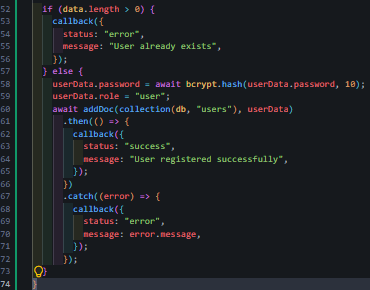 52 if (data.length > 0) {
53 callback({
54 status: "error",
55 message: "User already exists",
56 });
57 } else {
58 userData.password = await bcrypt.hash(userData.password, 10);
59 userData.role = "user";
60 await addDoc(collection(db, "users"), userData)
61 .then(() => {
62 callback({
63 status: "success",
64 message: "User registered successfully",
65 });
66 })
67 .catch((error) => {
68 callback({
69 status: "error",
70 message: error.message,
71 });
72 });
73 }
74 }